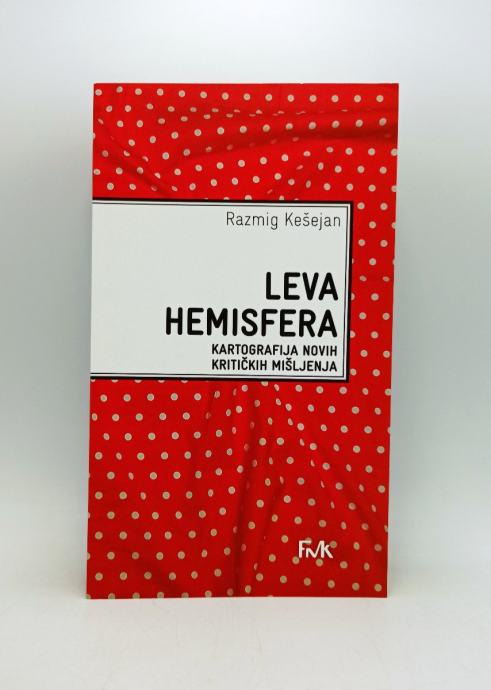 Razmig Kešejan
LEVA
HEMISFERA
KARTOGRAFIJA NOVIH
KRITIČKIH MIŠLJENJA
FMK